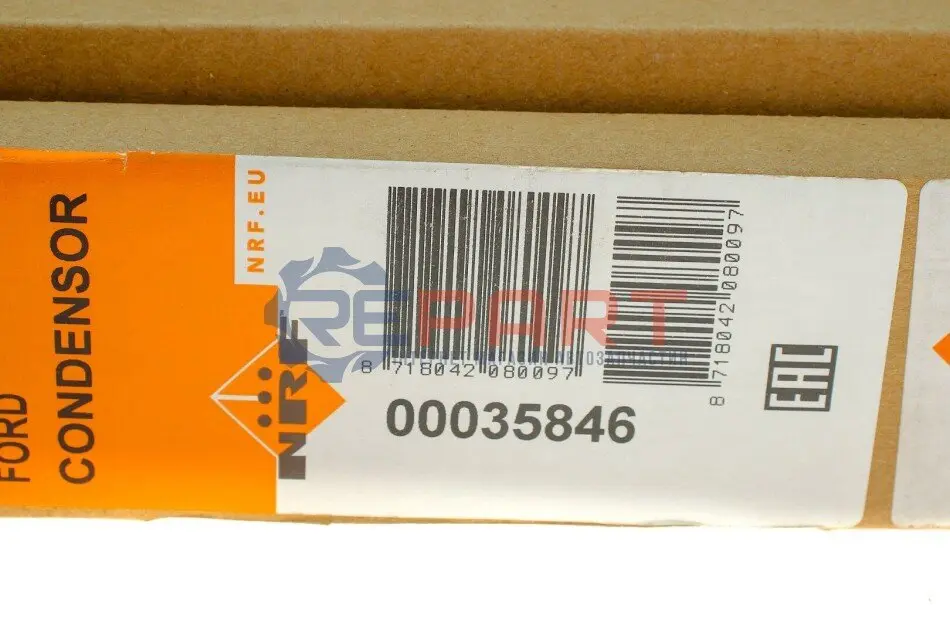 FORD
CONDENSOR
NRF.EU
NRF
8 718042 080097
00035846
8 718042 080097
EAC
REPART